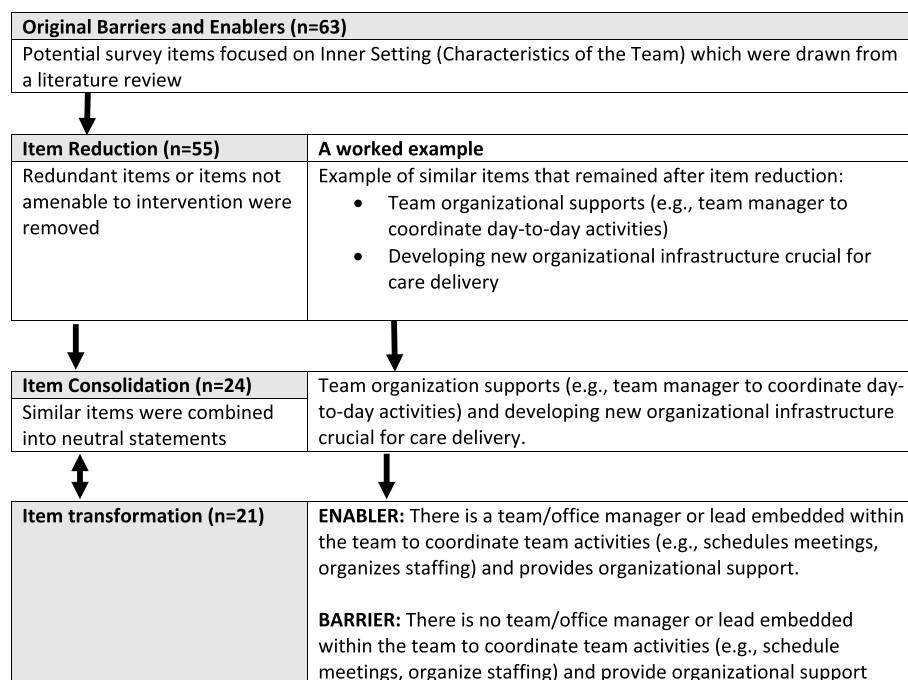 Original Barriers and Enablers (n=63)
Potential survey items focused on Inner Setting (Characteristics of the Team) which were drawn from
a literature review
Item Reduction (n=55)
Redundant items or items not
amenable to intervention were
removed
A worked example
Example of similar items that remained after item reduction:
• Team organizational supports (e.g., team manager to
coordinate day-to-day activities)
• Developing new organizational infrastructure crucial for
care delivery
Item Consolidation (n=24)
Similar items were combined
into neutral statements
Team organization supports (e.g., team manager to coordinate day-
to-day activities) and developing new organizational infrastructure
crucial for care delivery.
Item transformation (n=21)
ENABLER: There is a team/office manager or lead embedded within
the team to coordinate team activities (e.g., schedules meetings,
organizes staffing) and provides organizational support.
BARRIER: There is no team/office manager or lead embedded
within the team to coordinate team activities (e.g., schedule
meetings, organize staffing) and provide organizational support